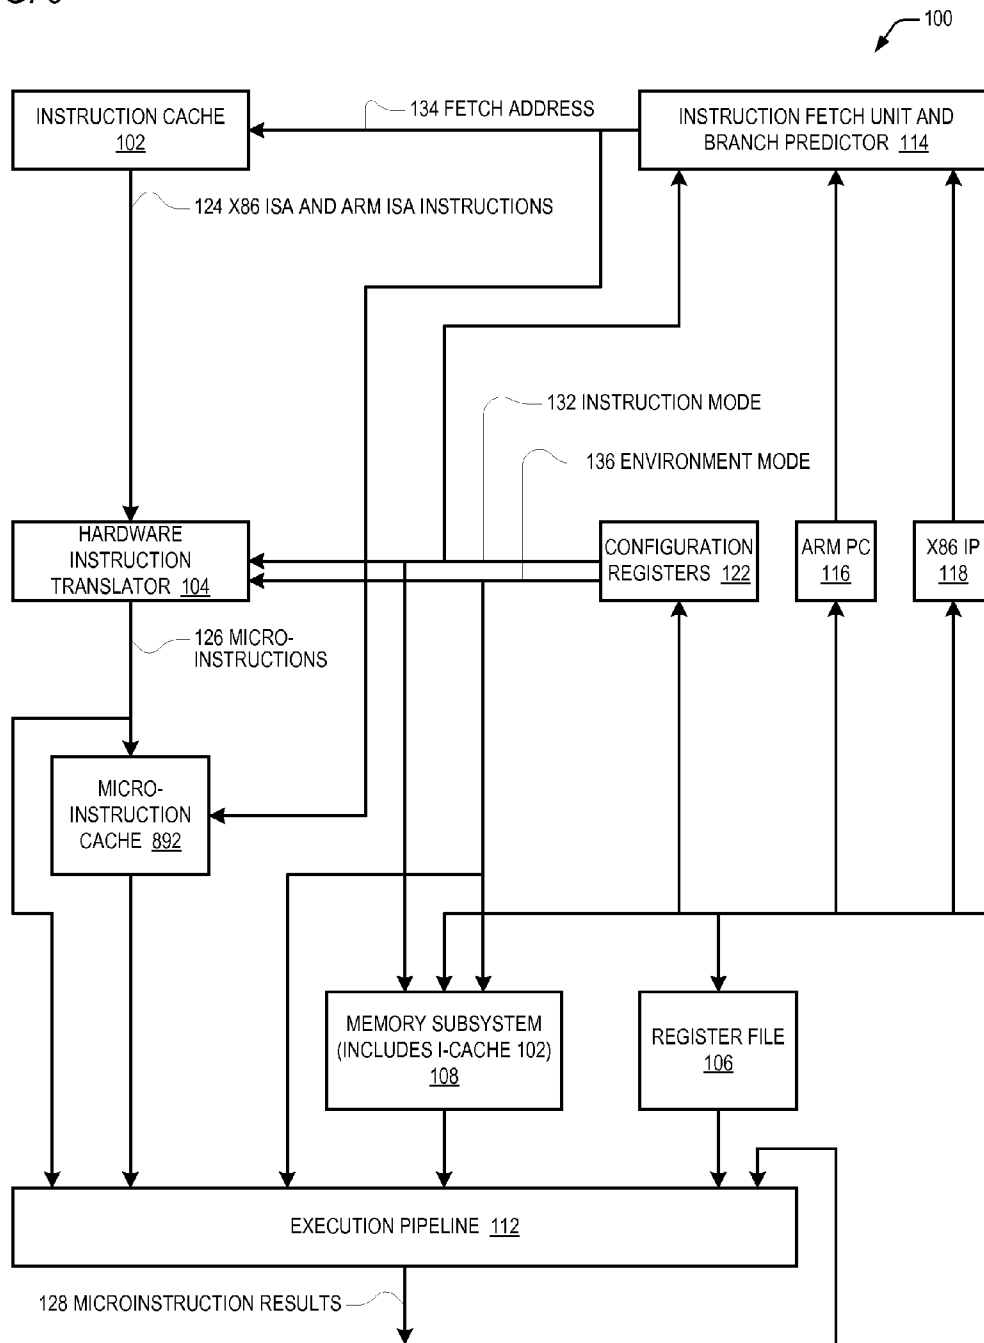 100
INSTRUCTION CACHE
102
134 FETCH ADDRESS
INSTRUCTION FETCH UNIT AND
BRANCH PREDICTOR 114
124 X86 ISA AND ARM ISA INSTRUCTIONS
132 INSTRUCTION MODE
136 ENVIRONMENT MODE
HARDWARE
INSTRUCTION
TRANSLATOR 104
CONFIGURATION
REGISTERS 122
ARM PC
116
X86 IP
118
126 MICRO-
INSTRUCTIONS
MICRO-
INSTRUCTION
CACHE 892
MEMORY SUBSYSTEM
(INCLUDES I-CACHE 102)
108
REGISTER FILE
106
EXECUTION PIPELINE 112
128 MICROINSTRUCTION RESULTS